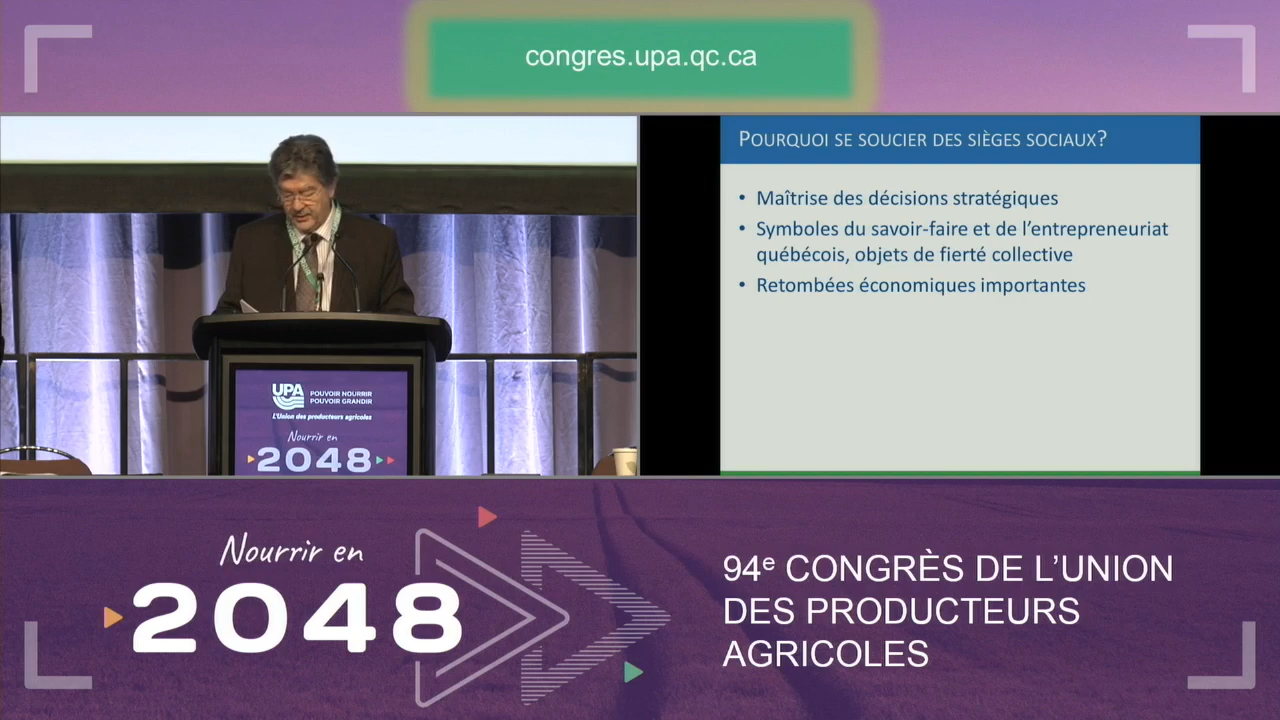 congres.upa.qc.ca
POURQUOI SE SOUCIER DES SIÈGES SOCIAUX?
• Maîtrise des décisions stratégiques
• Symboles du savoir-faire et de l'entrepreneuriat
québécois, objets de fierté collective
• Retombées économiques importantes
UPA
POUVOIR NOURRIR
POUVOIR GRANDIR
L'Union des producteurs agricoles
Nourrir en
2048
Nourrir en
2048
94e CONGRÈS DE L'UNION
DES PRODUCTEURS
AGRICOLES